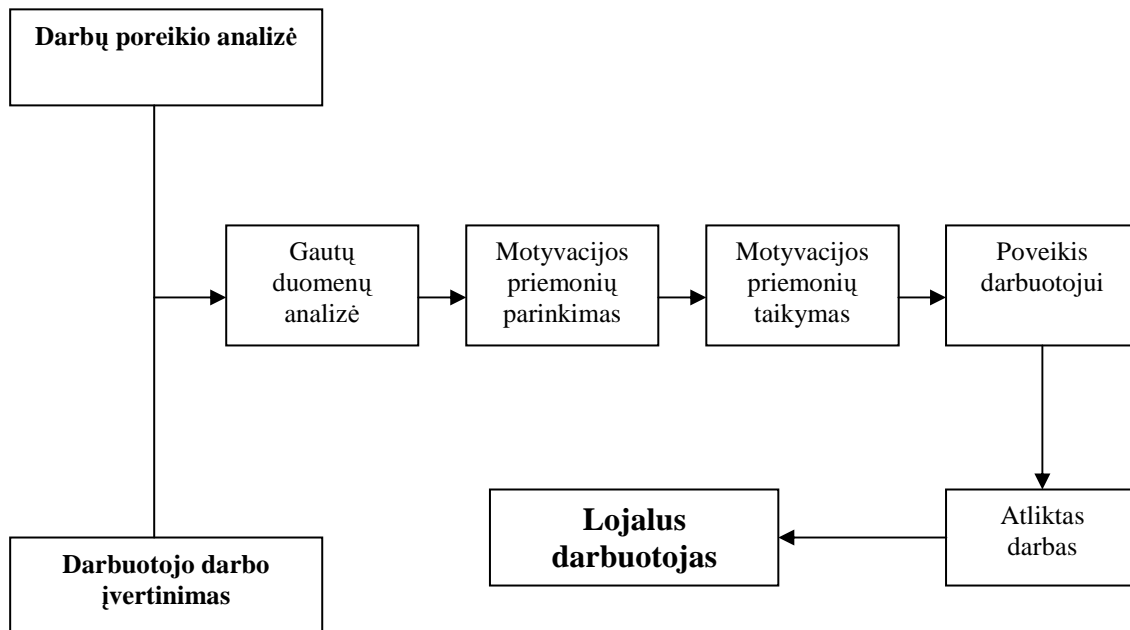 Darbų poreikio analizė
Gautų
duomenų
analizė
Motyvacijos
priemonių
parinkimas
Motyvacijos
priemonių
taikymas
Poveikis
darbuotojui
Lojalus
darbuotojas
Atliktas
darbas
Darbuotojo darbo
įvertinimas